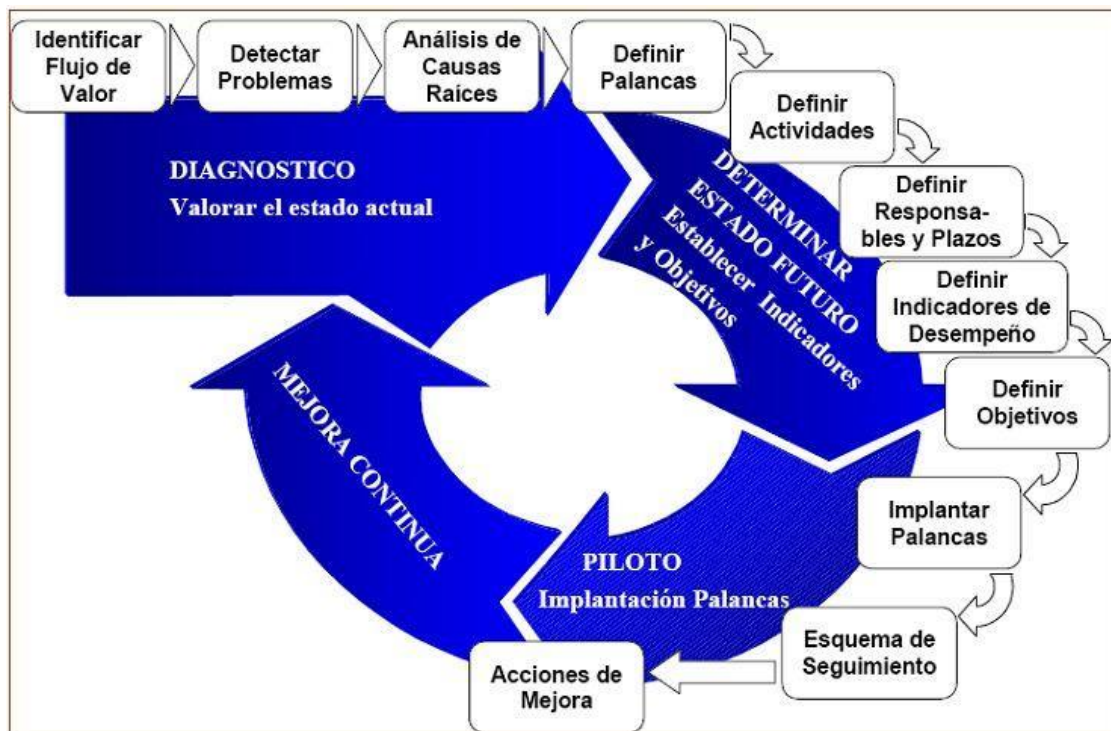 Identificar
Flujo de
Valor
Detectar
Problemas
Análisis de
Causas
Raíces
Definir
Palancas
Definir
Actividades
Definir
Responsa-
bles y Plazos
Definir
Indicadores de
Desempeño
Definir
Objetivos
Implantar
Palancas
Esquema de
Seguimiento
Acciones de
Mejora
DIAGNOSTICO
Valorar el estado actual
DETERMINAR
ESTADO FUTURO
Establecer Indicadores
y Objetivos
PILOTO
Implantación Palancas
MEJORA CONTINUA